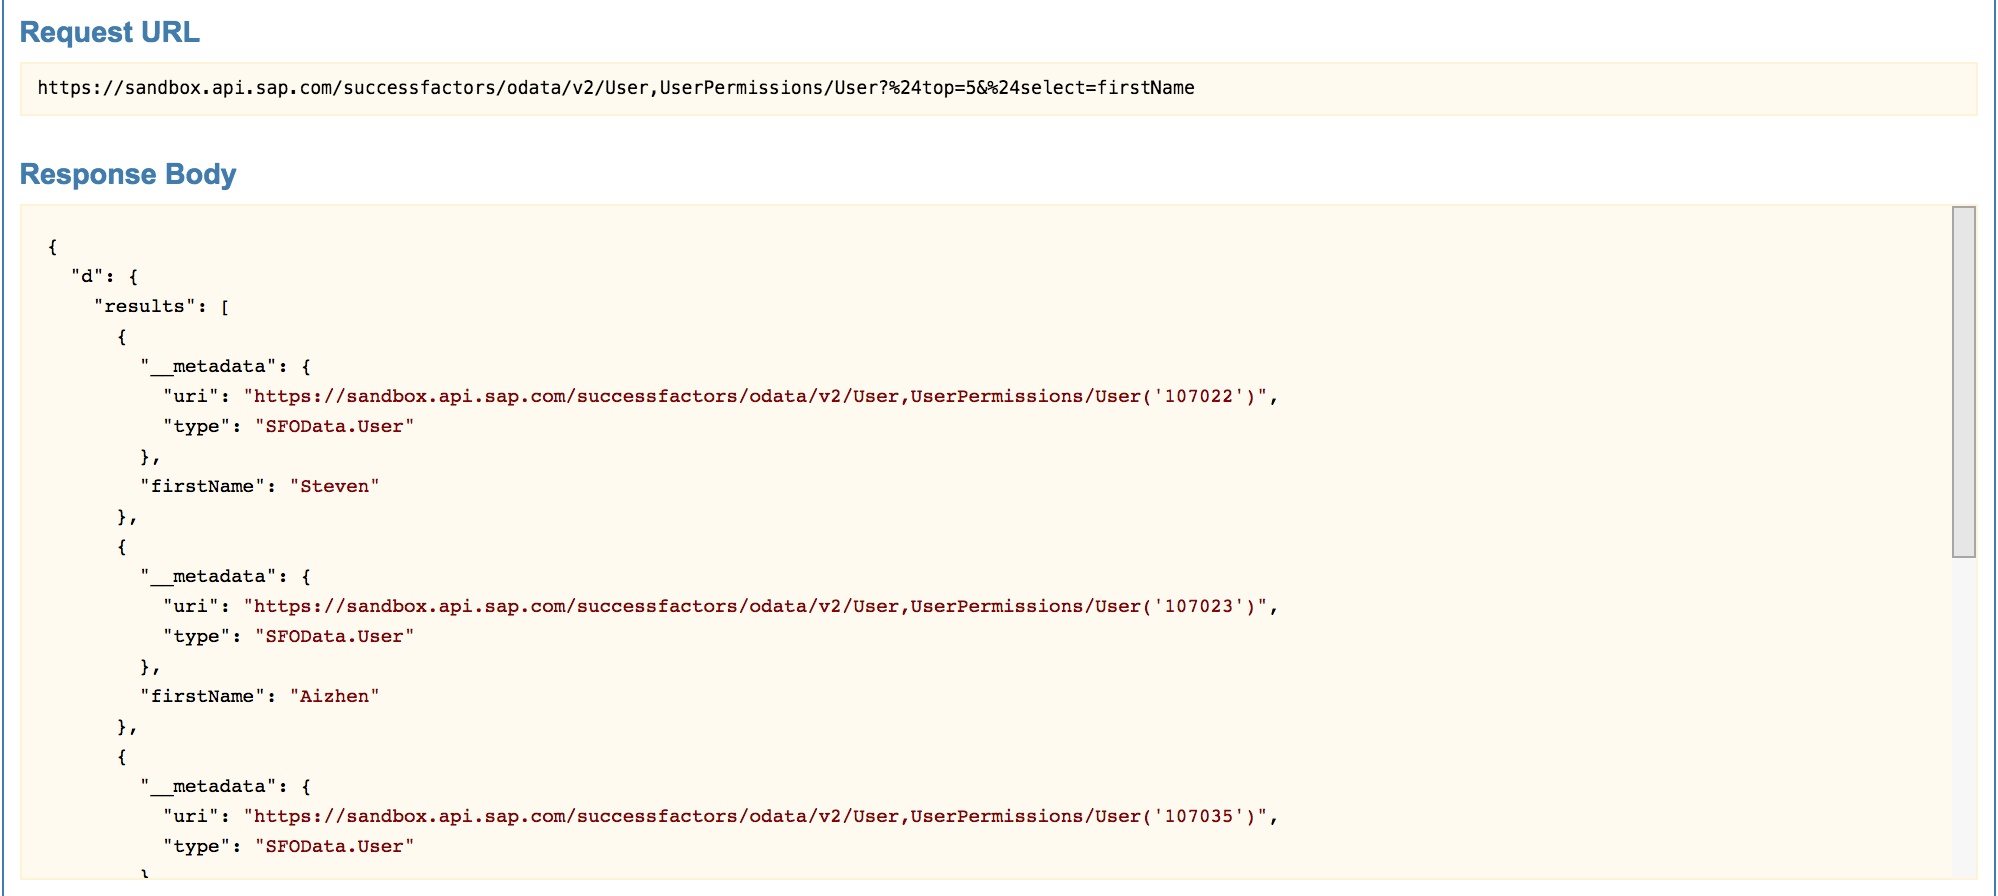 Request URL
https://sandbox.api.sap.com/successfactors/odata/v2/User,UserPermissions/User?%24top=5&%24select=firstName
Response Body
{
  "d": {
    "results": [
      {
        "__metadata": {
          "uri": "https://sandbox.api.sap.com/successfactors/odata/v2/User,UserPermissions/User('107022')",
          "type": "SFOData.User"
        },
        "firstName": "Steven"
      },
      {
        "__metadata": {
          "uri": "https://sandbox.api.sap.com/successfactors/odata/v2/User,UserPermissions/User('107023')",
          "type": "SFOData.User"
        },
        "firstName": "Aizhen"
      },
      {
        "__metadata": {
          "uri": "https://sandbox.api.sap.com/successfactors/odata/v2/User,UserPermissions/User('107035')",
          "type": "SFOData.User"